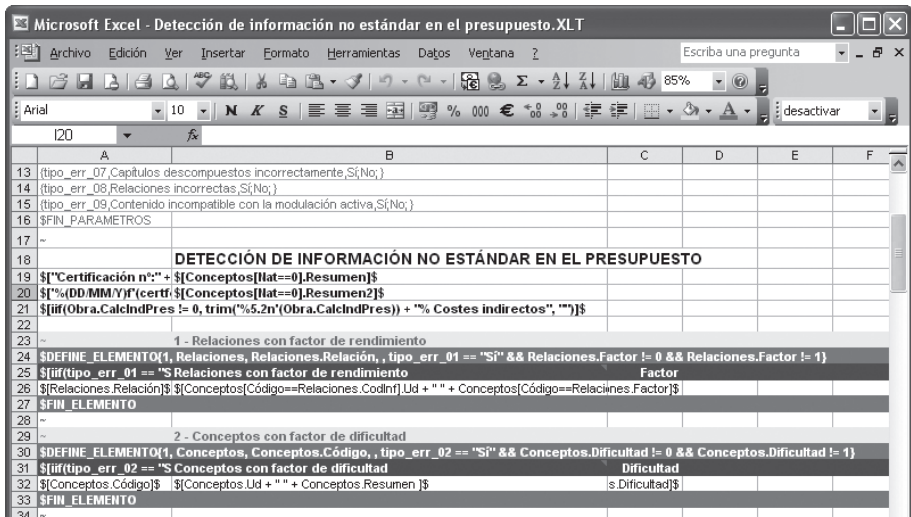 Microsoft Excel - Detección de información no estándar en el presupuesto.XLT
Archivo Edición Ver Insertar Formato Herramientas Datos Ventana ? Escriba una pregunta
85%
Arial 10 N K S % 000 € desactivar
I20 fx
A B C D E F
13 {tipo_err_07,Capítulos descompuestos incorrectamente,Sí;No;}
14 {tipo_err_08,Relaciones incorrectas,Sí;No;}
15 {tipo_err_09,Contenido incompatible con la modulación activa,Sí;No;}
16 $FIN_PARAMETROS
17 ~
18 DETECCIÓN DE INFORMACIÓN NO ESTÁNDAR EN EL PRESUPUESTO
19 $["Certificación nº:" + $[Conceptos[Nat==0].Resumen]$
20 $['%(DD/MM/Y)f'(certf $[Conceptos[Nat==0].Resumen2]$
21 $[iif(Obra.CalcIndPres != 0, trim('%5.2n'(Obra.CalcIndPres)) + "% Costes indirectos", "")]$
22
23 ~ 1 - Relaciones con factor de rendimiento
24 $DEFINE_ELEMENTO{1, Relaciones, Relaciones.Relación, , tipo_err_01 == "Sí" && Relaciones.Factor != 0 && Relaciones.Factor != 1}
25 $[iif(tipo_err_01 == "S Relaciones con factor de rendimiento Factor
26 $[Relaciones.Relación]$ $[Conceptos[Código==Relaciones.CodInf].Ud + " " + Conceptos[Código==Relaciones.Factor]$
27 $FIN_ELEMENTO
28 ~
29 ~ 2 - Conceptos con factor de dificultad
30 $DEFINE_ELEMENTO{1, Conceptos, Conceptos.Código, , tipo_err_02 == "Sí" && Conceptos.Dificultad != 0 && Conceptos.Dificultad != 1}
31 $[iif(tipo_err_02 == "S Conceptos con factor de dificultad Dificultad
32 $[Conceptos.Código]$ $[Conceptos.Ud + " " + Conceptos.Resumen ]$ s.Dificultad]$
33 $FIN_ELEMENTO
34 ~